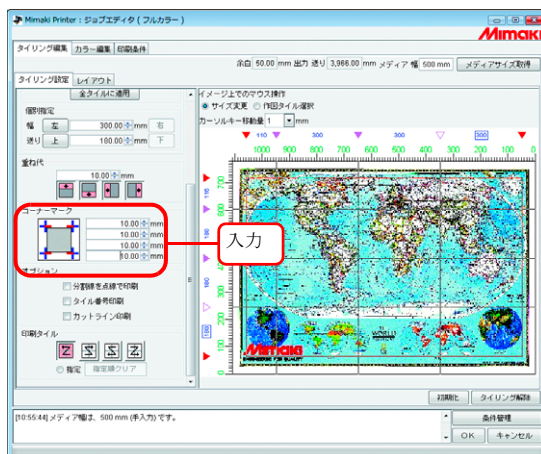 Mimaki Printer : ジョブエディタ ( フルカラー )
Mimaki
タイリング編集 カラー編集 印刷条件
余白 50.00 mm 出力 送り 3,966.00 mm メディア 幅 500 mm メディアサイズ取得
タイリング設定 レイアウト
全タイルに適用
イメージ上でのマウス操作
サイズ変更 作図タイル選択
カーソルキー移動量 1 mm
個別指定
幅 左 300.00 mm 右
送り 上 180.00 mm 下
重ね代
10.00 mm
コーナーマーク
10.00 mm
10.00 mm
10.00 mm
10.00 mm
入力
オプション
分割線を点線で印刷
タイル番号印刷
カットライン印刷
印刷タイル
指定 指定順クリア
110 300 300 300
1000 900 800 700 600 500 400 300 200 100 0
WORLD
Mimaki
初期化 タイリング解除
[10:55:44] メディア幅は、500 mm (手入力) です。
条件管理
OK キャンセル